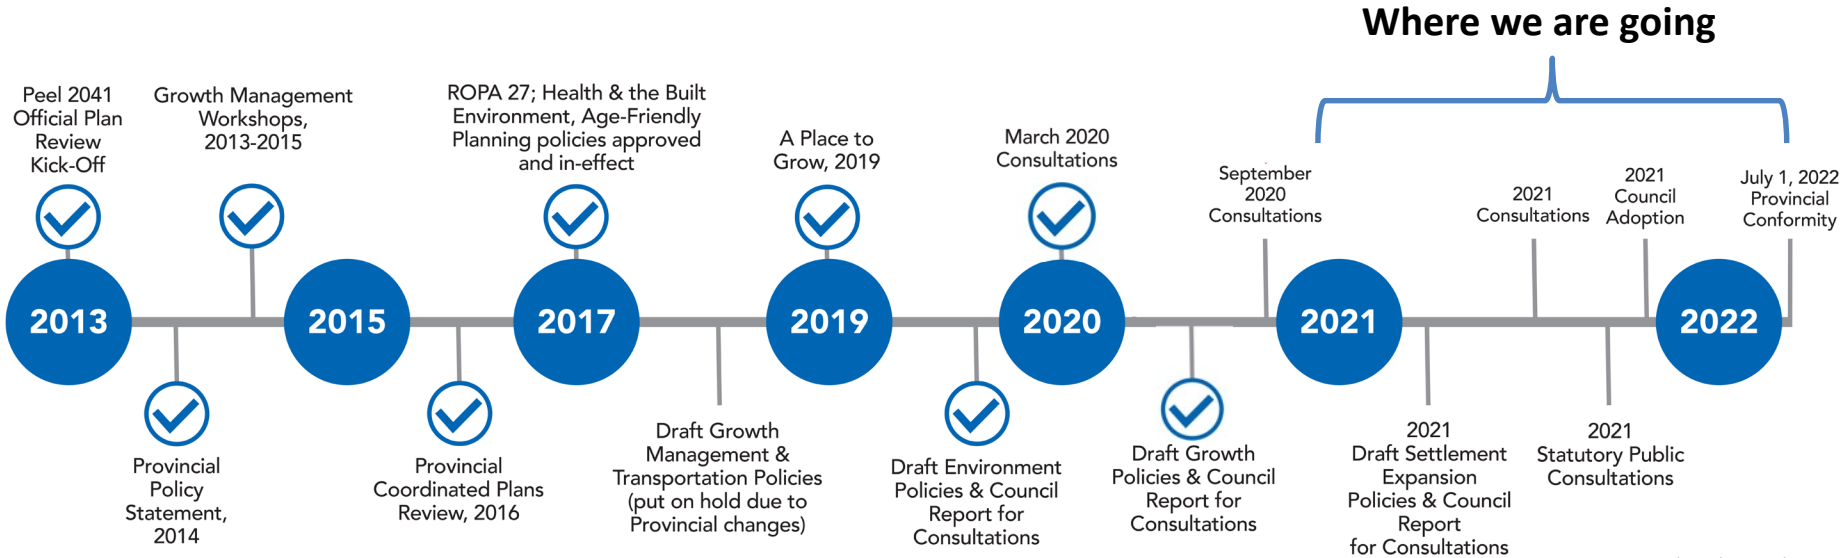 Where we are going
Peel 2041
Official Plan
Review
Kick-Off
Growth Management
Workshops,
2013-2015
ROPA 27; Health & the Built
Environment, Age-Friendly
Planning policies approved
and in-effect
A Place to
Grow, 2019
March 2020
Consultations
September
2020
Consultations
2021
Consultations
2021
Council
Adoption
July 1, 2022
Provincial
Conformity
2013
2015
2017
2019
2020
2021
2022
Provincial
Policy
Statement,
2014
Provincial
Coordinated Plans
Review, 2016
Draft Growth
Management &
Transportation Policies
(put on hold due to
Provincial changes)
Draft Environment
Policies & Council
Report for
Consultations
Draft Growth
Policies & Council
Report for
Consultations
2021
Draft Settlement
Expansion
Policies & Council
Report
for Consultations
2021
Statutory Public
Consultations